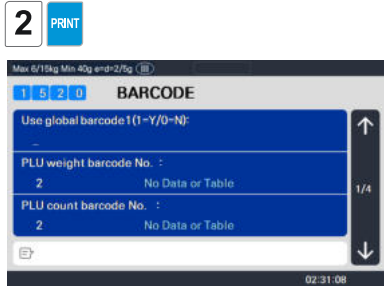 2 PRINT
Max 6/15kg Min 40g e=d=2/5g (III)
1 5 2 0 BARCODE
Use global barcode1(1-Y/0-N):
_
PLU weight barcode No. :
2 No Data or Table
1/4
PLU count barcode No. :
2 No Data or Table
02:31:08